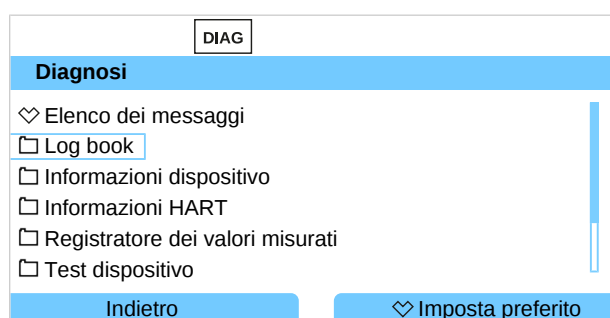 DIAG
Diagnosi
Elenco dei messaggi
Log book
Informazioni dispositivo
Informazioni HART
Registratore dei valori misurati
Test dispositivo
Indietro
Imposta preferito